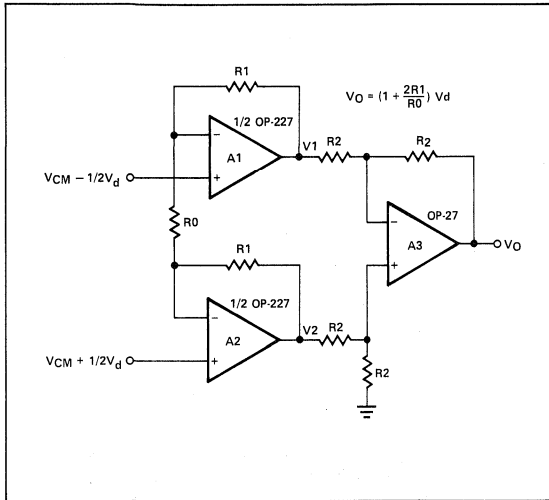 R1
V_O = (1 + 2R1/R0) V_d
1/2 OP-227
V1 R2 R2
−
A1
+
V_CM − 1/2V_d
OP-27
R0
−
A3
+
V_O
R1
1/2 OP-227
−
A2
+
V2 R2
V_CM + 1/2V_d
R2